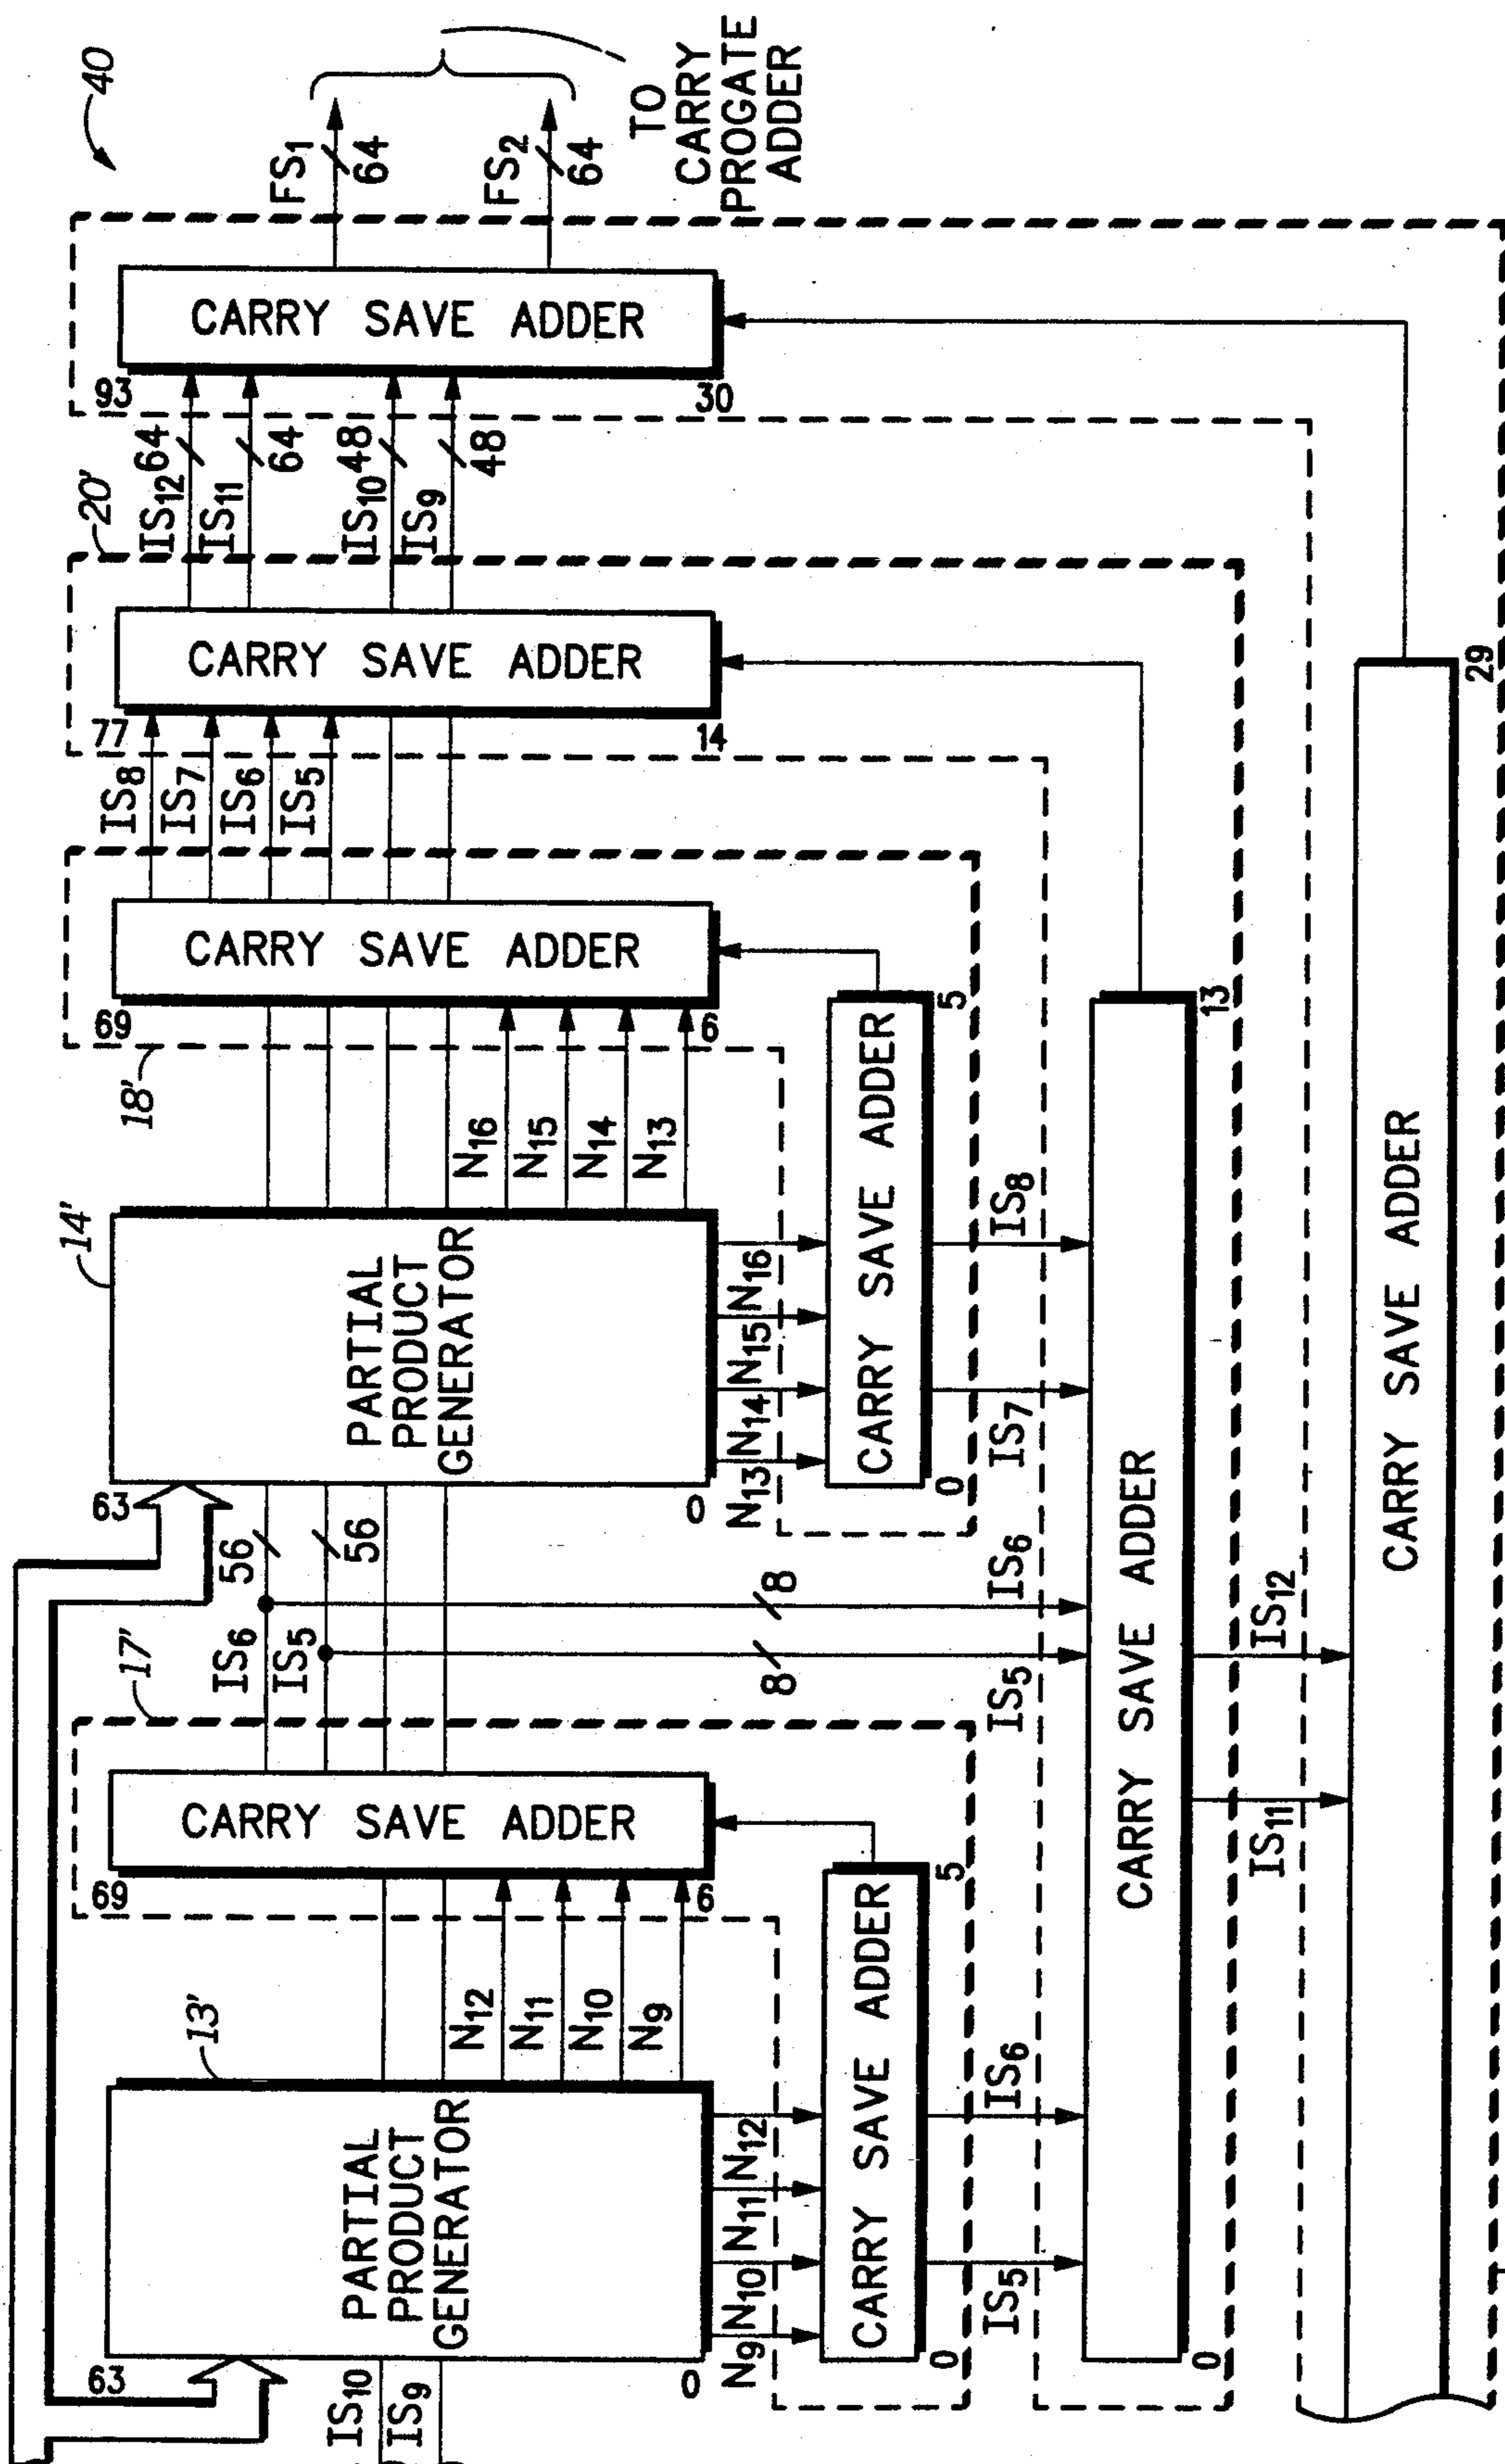 40
FS1
64
FS2
64
TO
CARRY
PROGATE
ADDER
CARRY SAVE ADDER
93
30
IS12
64
IS11
64
IS10
48
IS9
48
20'
CARRY SAVE ADDER
77
14
IS8
IS7
IS6
IS5
CARRY SAVE ADDER
69
6
18'
N16
N15
N14
N13
14'
PARTIAL
PRODUCT
GENERATOR
63
0
N16
N15
N14
N13
CARRY SAVE ADDER
5
0
IS8
IS7
56
56
IS6
IS5
8
8
IS6
IS5
17'
CARRY SAVE ADDER
69
6
N12
N11
N10
N9
13'
PARTIAL
PRODUCT
GENERATOR
63
0
N12
N11
N10
N9
CARRY SAVE ADDER
5
0
IS6
IS5
IS10
IS9
CARRY SAVE ADDER
13
0
IS12
IS11
CARRY SAVE ADDER
29